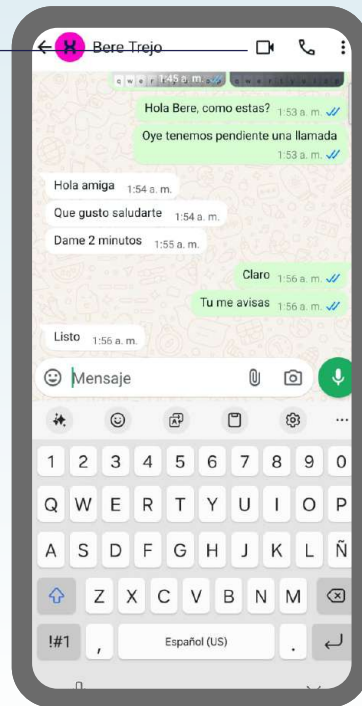 Bere Trejo
1:45 a. m.
Hola Bere, como estas? 1:53 a. m.
Oye tenemos pendiente una llamada
1:53 a. m.
Hola amiga 1:54 a. m.
Que gusto saludarte 1:54 a. m.
Dame 2 minutos 1:55 a. m.
Claro 1:56 a. m.
Tu me avisas 1:56 a. m.
Listo 1:56 a. m.
Mensaje
1 2 3 4 5 6 7 8 9 0
Q W E R T Y U I O P
A S D F G H J K L Ñ
Z X C V B N M
!#1 , Español (US) .